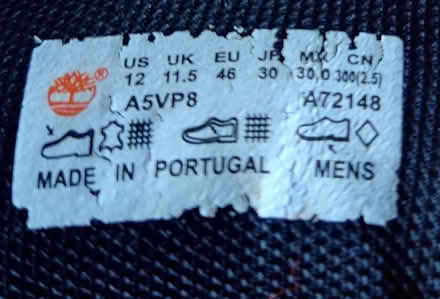 US UK EU JP MX CN
12 11.5 46 30 30,0 300(2.5)
®
A5VP8 A72148
MADE IN PORTUGAL MENS